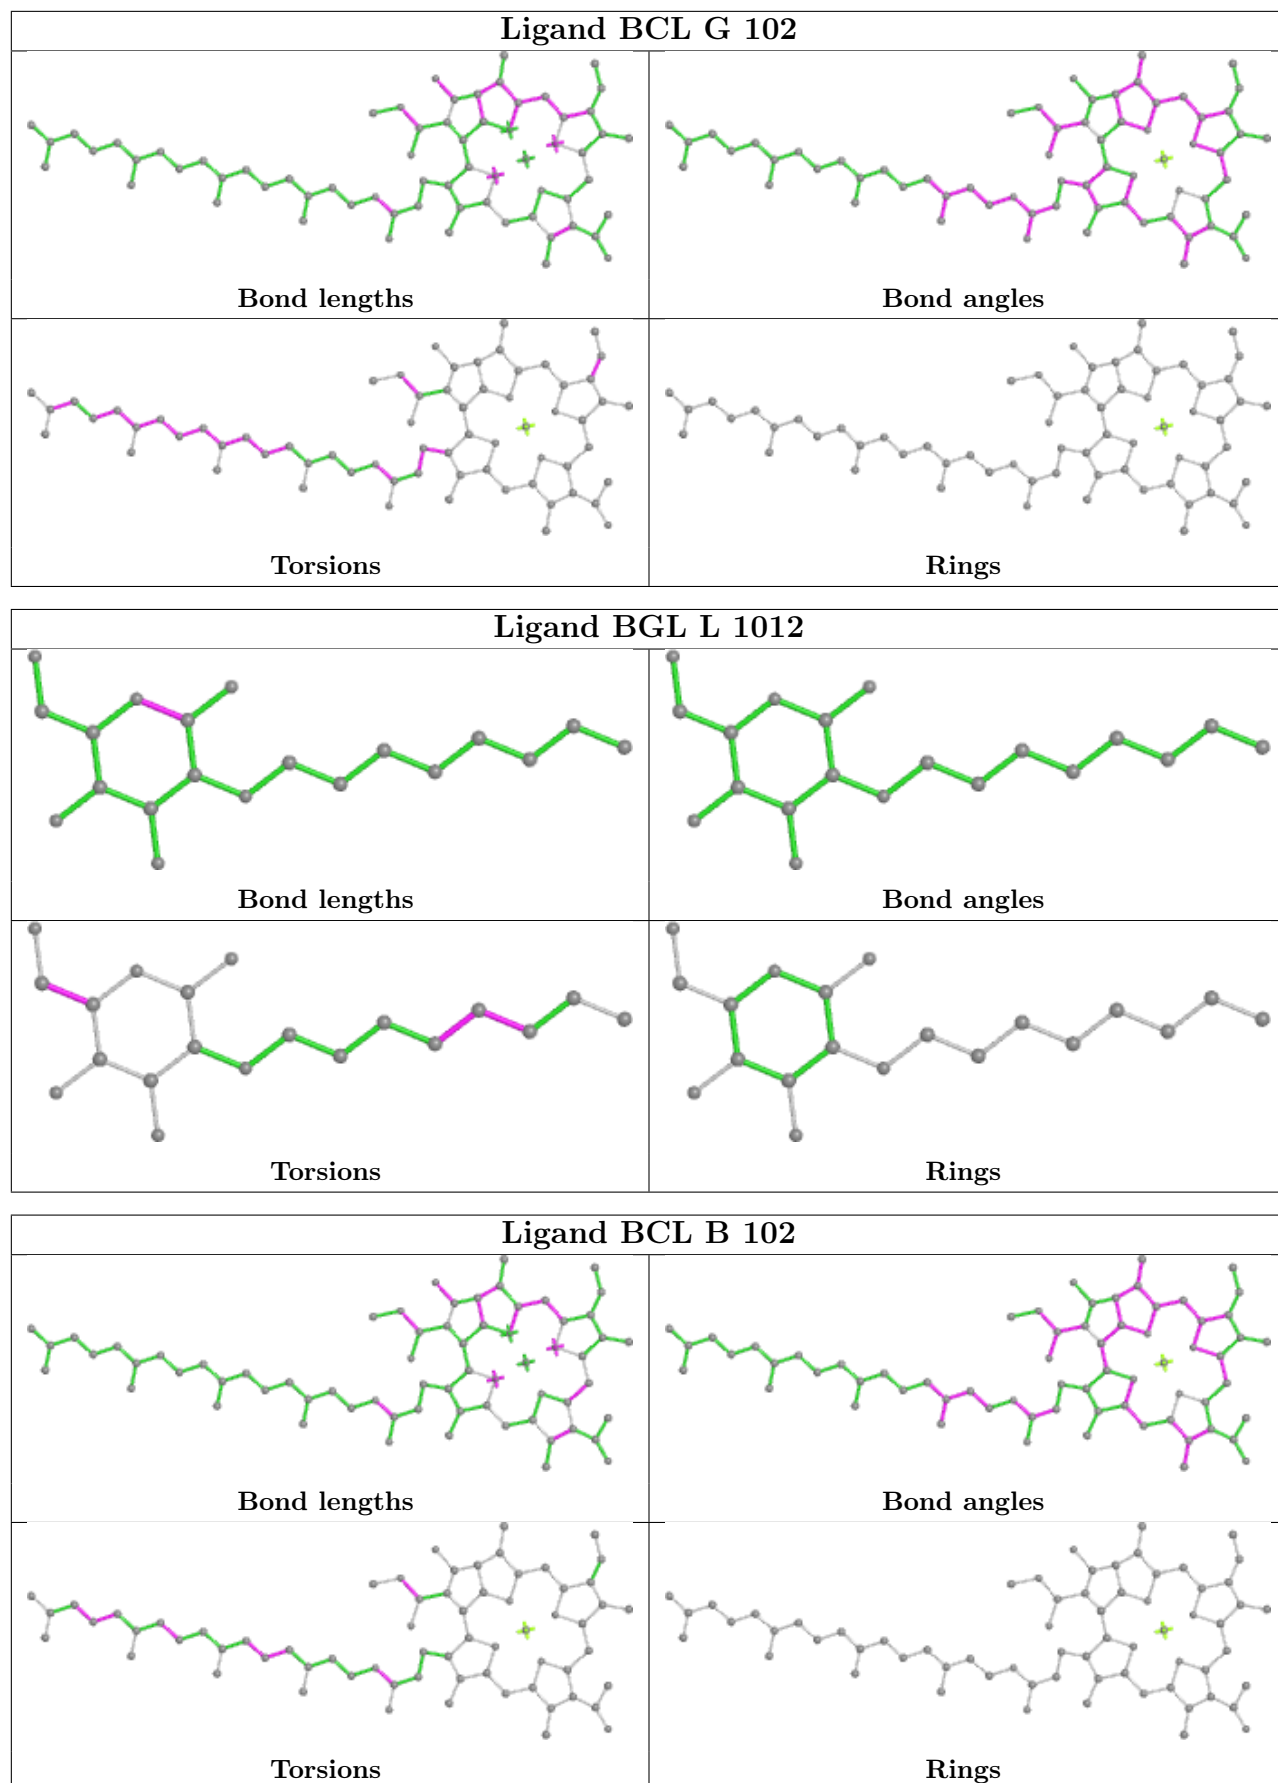 Ligand BCL G 102
Bond lengths
Bond angles
Torsions
Rings
Ligand BGL L 1012
Bond lengths
Bond angles
Torsions
Rings
Ligand BCL B 102
Bond lengths
Bond angles
Torsions
Rings